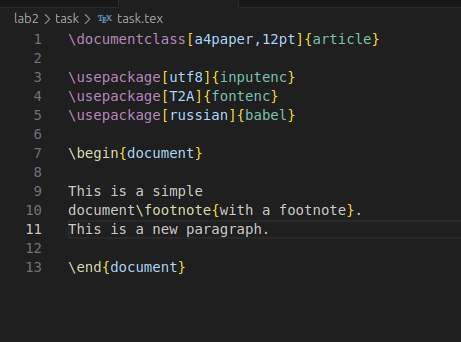 lab2 > task > TEX task.tex
1 \documentclass[a4paper,12pt]{article}
2
3 \usepackage[utf8]{inputenc}
4 \usepackage[T2A]{fontenc}
5 \usepackage[russian]{babel}
6
7 \begin{document}
8
9 This is a simple
10 document\footnote{with a footnote}.
11 This is a new paragraph.
12
13 \end{document}